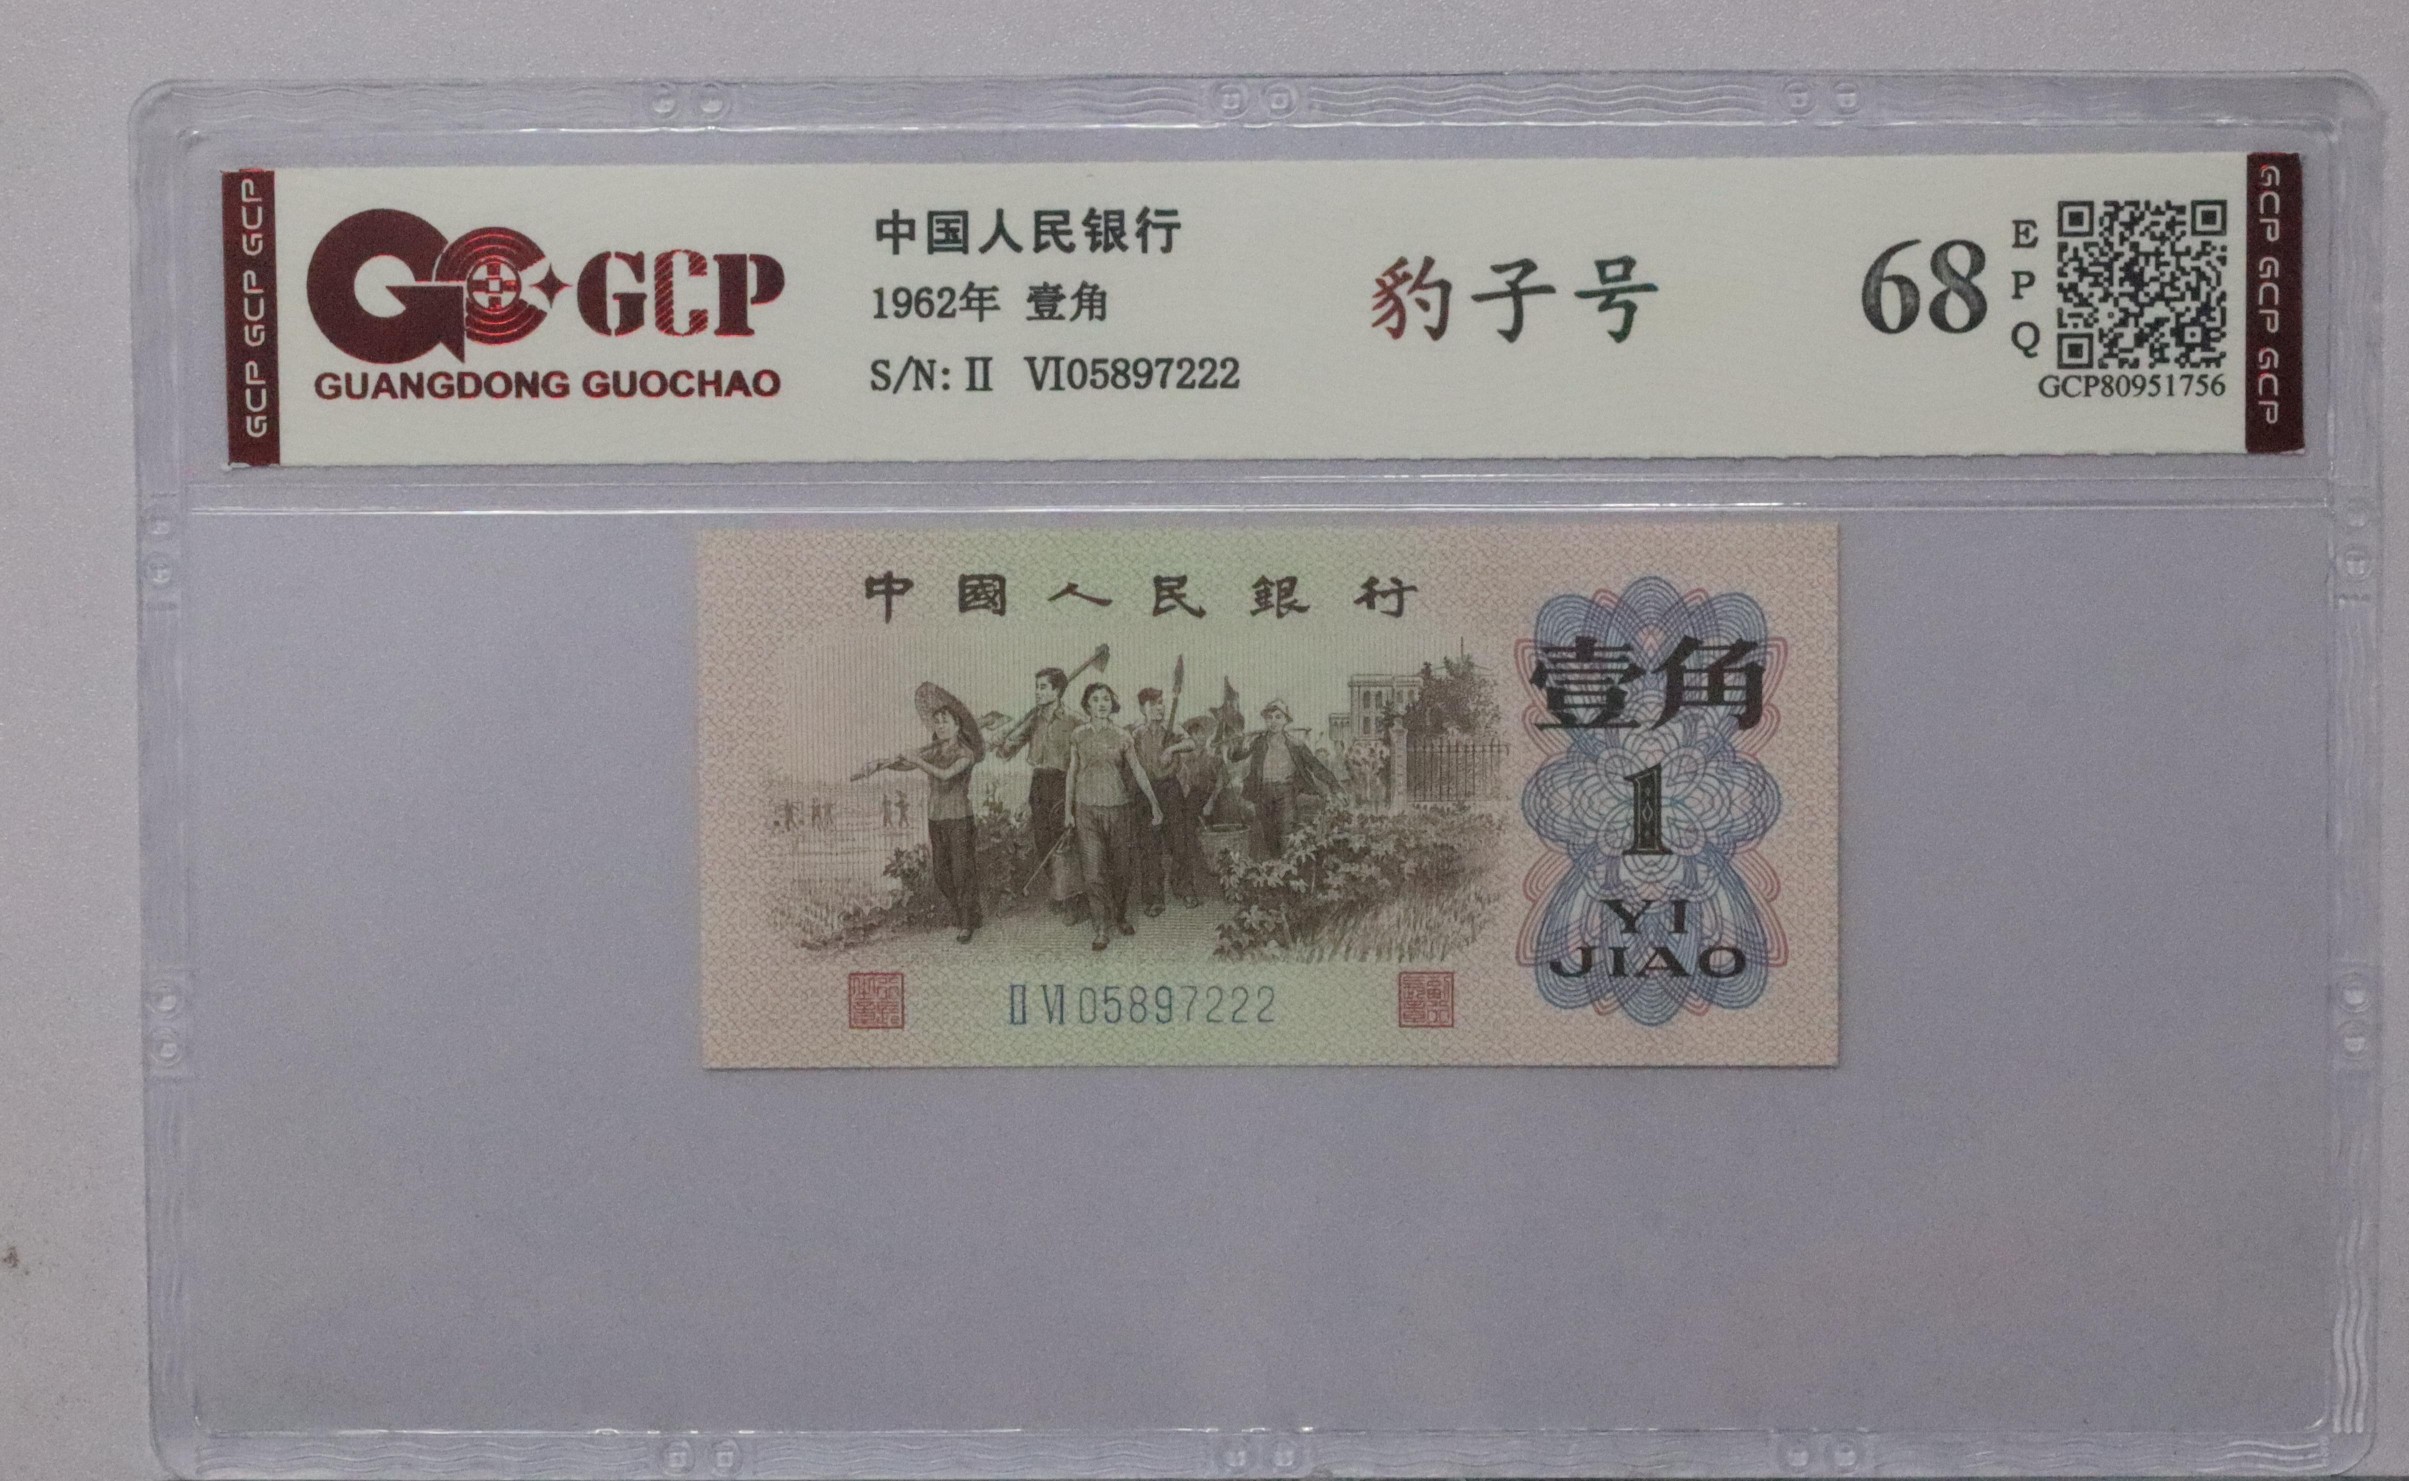 GCP GCP GCP
GCP
GUANGDONG GUOCHAO
中国人民银行
1962年 壹角
S/N: Ⅱ Ⅵ05897222
豹子号
68
EPQ
GCP80951756
GCP GCP GCP
中國人民銀行
壹角
1
YI
JIAO
Ⅱ Ⅵ 05897222